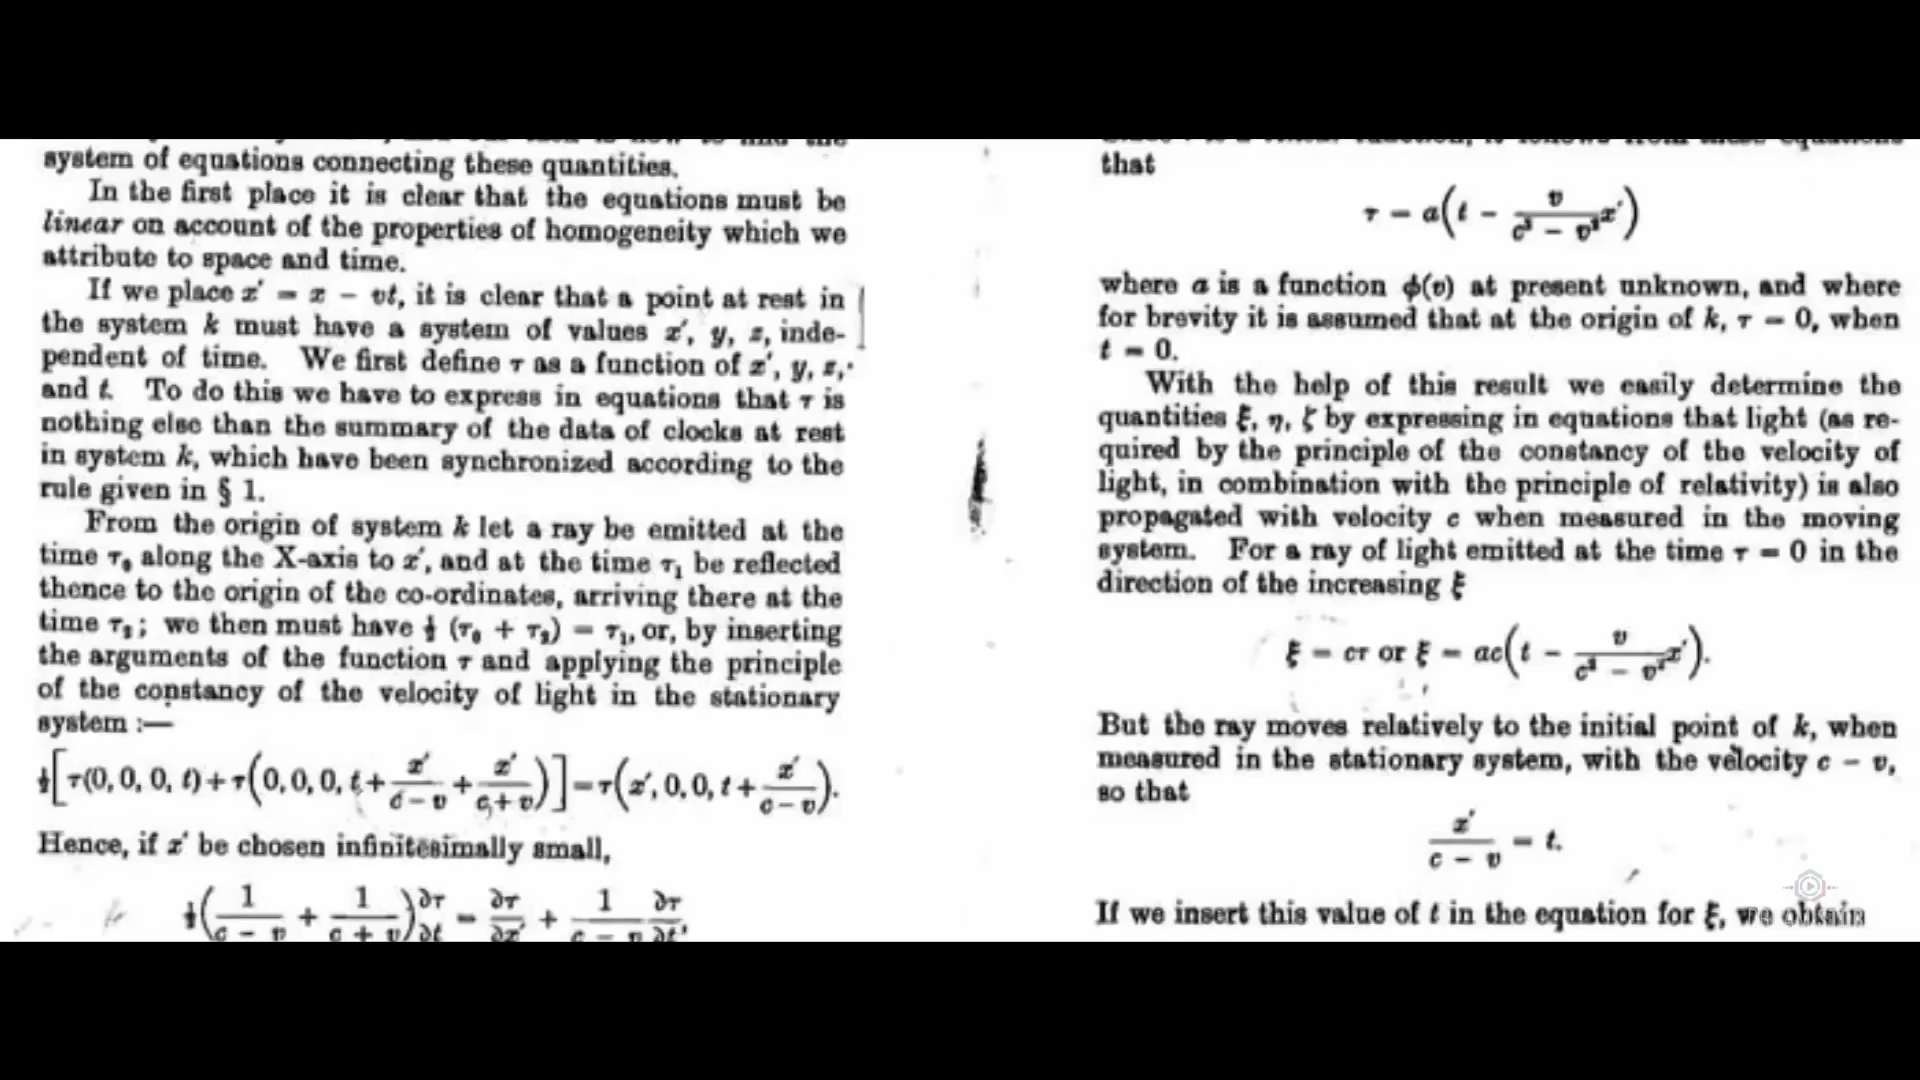 system of equations connecting these quantities.
In the first place it is clear that the equations must be
linear on account of the properties of homogeneity which we
attribute to space and time.
If we place x′ = x − vt, it is clear that a point at rest in
the system k must have a system of values x′, y, z, inde-
pendent of time. We first define τ as a function of x′, y, z,
and t. To do this we have to express in equations that τ is
nothing else than the summary of the data of clocks at rest
in system k, which have been synchronized according to the
rule given in § 1.
From the origin of system k let a ray be emitted at the
time τ₀ along the X-axis to x′, and at the time τ₁ be reflected
thence to the origin of the co-ordinates, arriving there at the
time τ₂; we then must have ½ (τ₀ + τ₂) = τ₁, or, by inserting
the arguments of the function τ and applying the principle
of the constancy of the velocity of light in the stationary
system :—
½[τ(0, 0, 0, t) + τ(0, 0, 0, t + x′/(c − v) + x′/(c + v))] = τ(x′, 0, 0, t + x′/(c − v)).
Hence, if x′ be chosen infinitesimally small,
½(1/(c − v) + 1/(c + v))∂τ/∂t = ∂τ/∂x′ + 1/(c − v) ∂τ/∂t,
that
τ = a(t − v/(c² − v²) x′)
where a is a function ϕ(v) at present unknown, and where
for brevity it is assumed that at the origin of k, τ = 0, when
t = 0.
With the help of this result we easily determine the
quantities ξ, η, ζ by expressing in equations that light (as re-
quired by the principle of the constancy of the velocity of
light, in combination with the principle of relativity) is also
propagated with velocity c when measured in the moving
system. For a ray of light emitted at the time τ = 0 in the
direction of the increasing ξ
ξ = cτ or ξ = ac(t − v/(c² − v²) x′).
But the ray moves relatively to the initial point of k, when
measured in the stationary system, with the velocity c − v,
so that
x′/(c − v) = t.
If we insert this value of t in the equation for ξ, we obtain